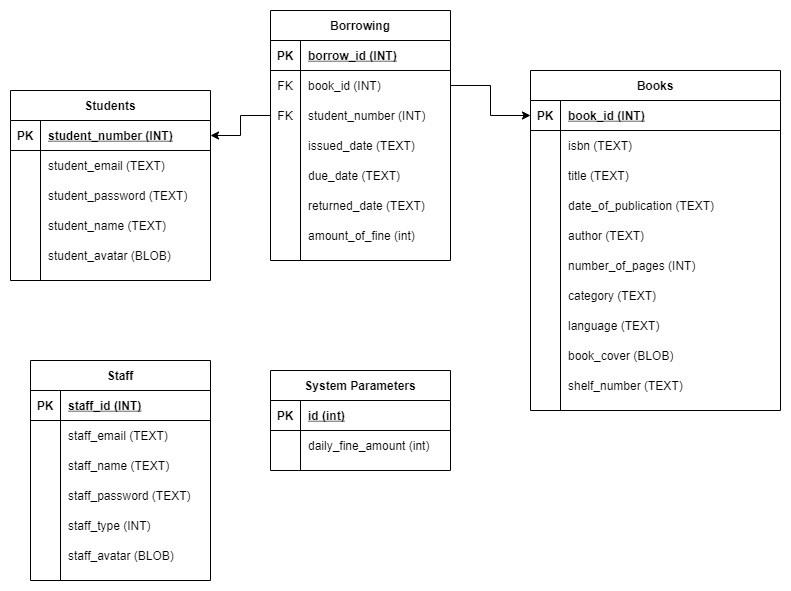 Borrowing
PK borrow_id (INT)
FK book_id (INT)
FK student_number (INT)
issued_date (TEXT)
due_date (TEXT)
returned_date (TEXT)
amount_of_fine (int)
Students
PK student_number (INT)
student_email (TEXT)
student_password (TEXT)
student_name (TEXT)
student_avatar (BLOB)
Books
PK book_id (INT)
isbn (TEXT)
title (TEXT)
date_of_publication (TEXT)
author (TEXT)
number_of_pages (INT)
category (TEXT)
language (TEXT)
book_cover (BLOB)
shelf_number (TEXT)
Staff
PK staff_id (INT)
staff_email (TEXT)
staff_name (TEXT)
staff_password (TEXT)
staff_type (INT)
staff_avatar (BLOB)
System Parameters
PK id (int)
daily_fine_amount (int)